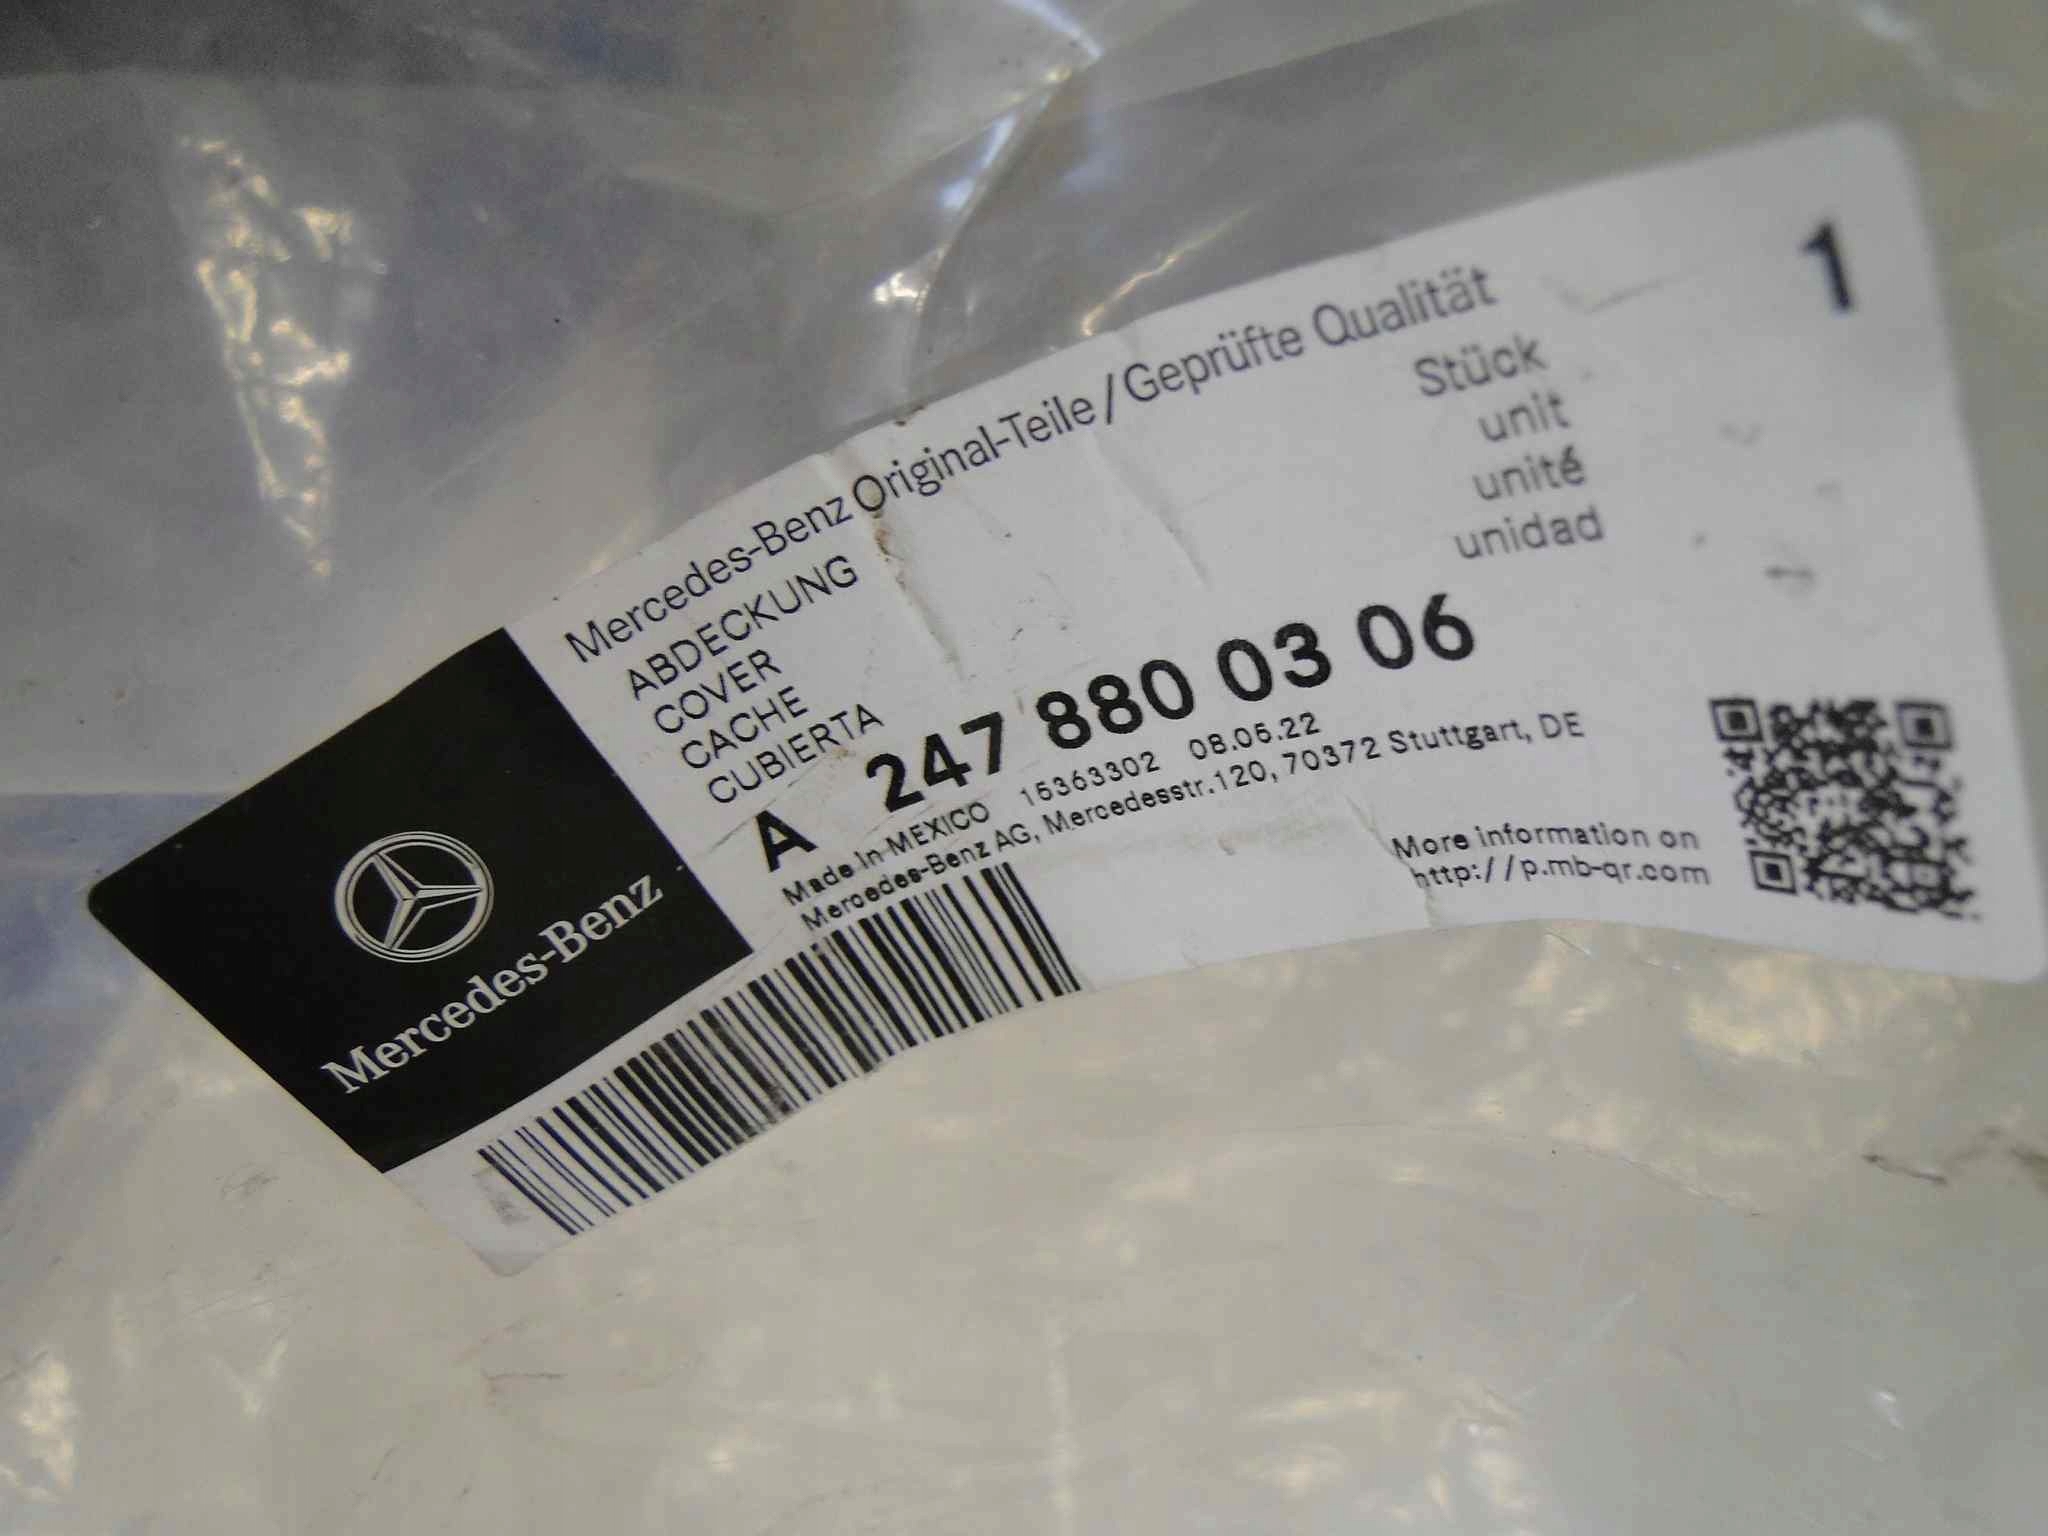 Mercedes-Benz Original-Teile / Geprüfte Qualität
1
ABDECKUNG
COVER
CACHE
CUBIERTA
Stück
unit
unité
unidad
A 247 880 03 06
Made in MEXICO 15363302 08.06.22
Mercedes-Benz AG, Mercedesstr.120, 70372 Stuttgart, DE
More information on
http://p.mb-qr.com
Mercedes-Benz